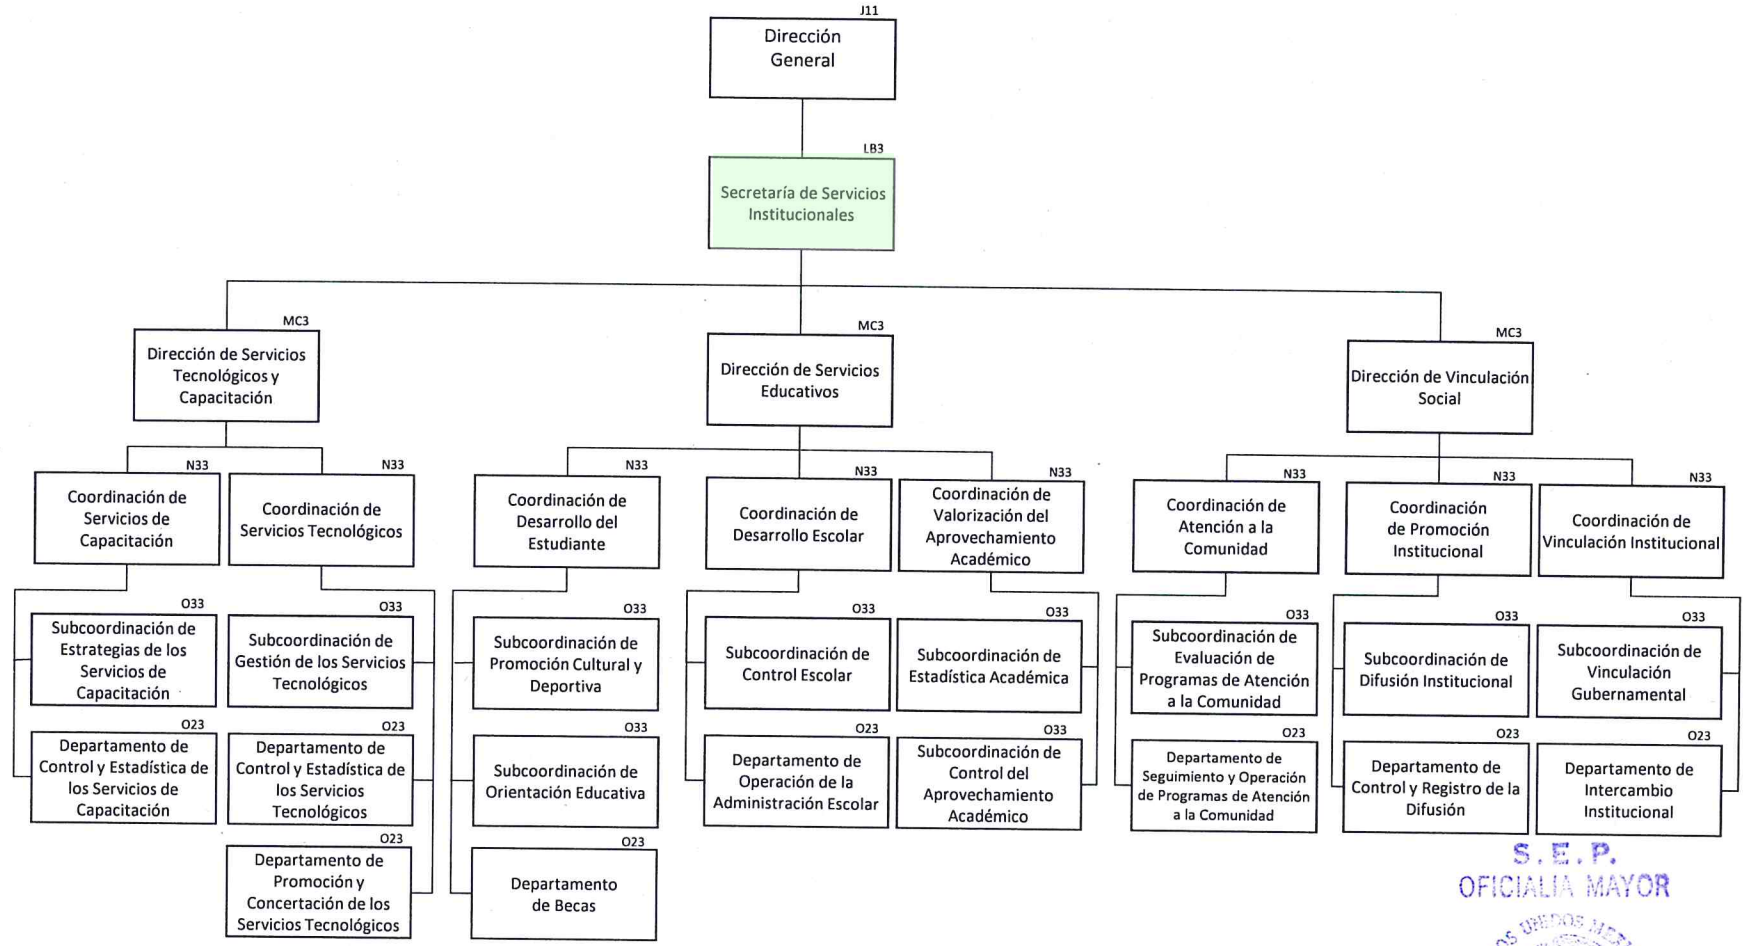 J11
Dirección
General
LB3
Secretaría de Servicios
Institucionales
MC3
Dirección de Servicios
Tecnológicos y
Capacitación
MC3
Dirección de Servicios
Educativos
MC3
Dirección de Vinculación
Social
N33
Coordinación de
Servicios de
Capacitación
N33
Coordinación de
Servicios Tecnológicos
N33
Coordinación de
Desarrollo del
Estudiante
N33
Coordinación de
Desarrollo Escolar
N33
Coordinación de
Valorización del
Aprovechamiento
Académico
N33
Coordinación de
Atención a la
Comunidad
N33
Coordinación
de Promoción
Institucional
N33
Coordinación de
Vinculación Institucional
O33
Subcoordinación de
Estrategias de los
Servicios de
Capacitación
O33
Subcoordinación de
Gestión de los Servicios
Tecnológicos
O33
Subcoordinación de
Promoción Cultural y
Deportiva
O33
Subcoordinación de
Control Escolar
O33
Subcoordinación de
Estadística Académica
O33
Subcoordinación de
Evaluación de
Programas de Atención
a la Comunidad
O33
Subcoordinación de
Difusión Institucional
O33
Subcoordinación de
Vinculación
Gubernamental
O23
Departamento de
Control y Estadística de
los Servicios de
Capacitación
O23
Departamento de
Control y Estadística de
los Servicios
Tecnológicos
O33
Subcoordinación de
Orientación Educativa
O23
Departamento de
Operación de la
Administración Escolar
O33
Subcoordinación de
Control del
Aprovechamiento
Académico
O23
Departamento de
Seguimiento y Operación
de Programas de Atención
a la Comunidad
O23
Departamento de
Control y Registro de la
Difusión
O23
Departamento de
Intercambio
Institucional
O23
Departamento de
Promoción y
Concertación de los
Servicios Tecnológicos
O23
Departamento
de Becas
S.E.P.
OFICIALIA MAYOR